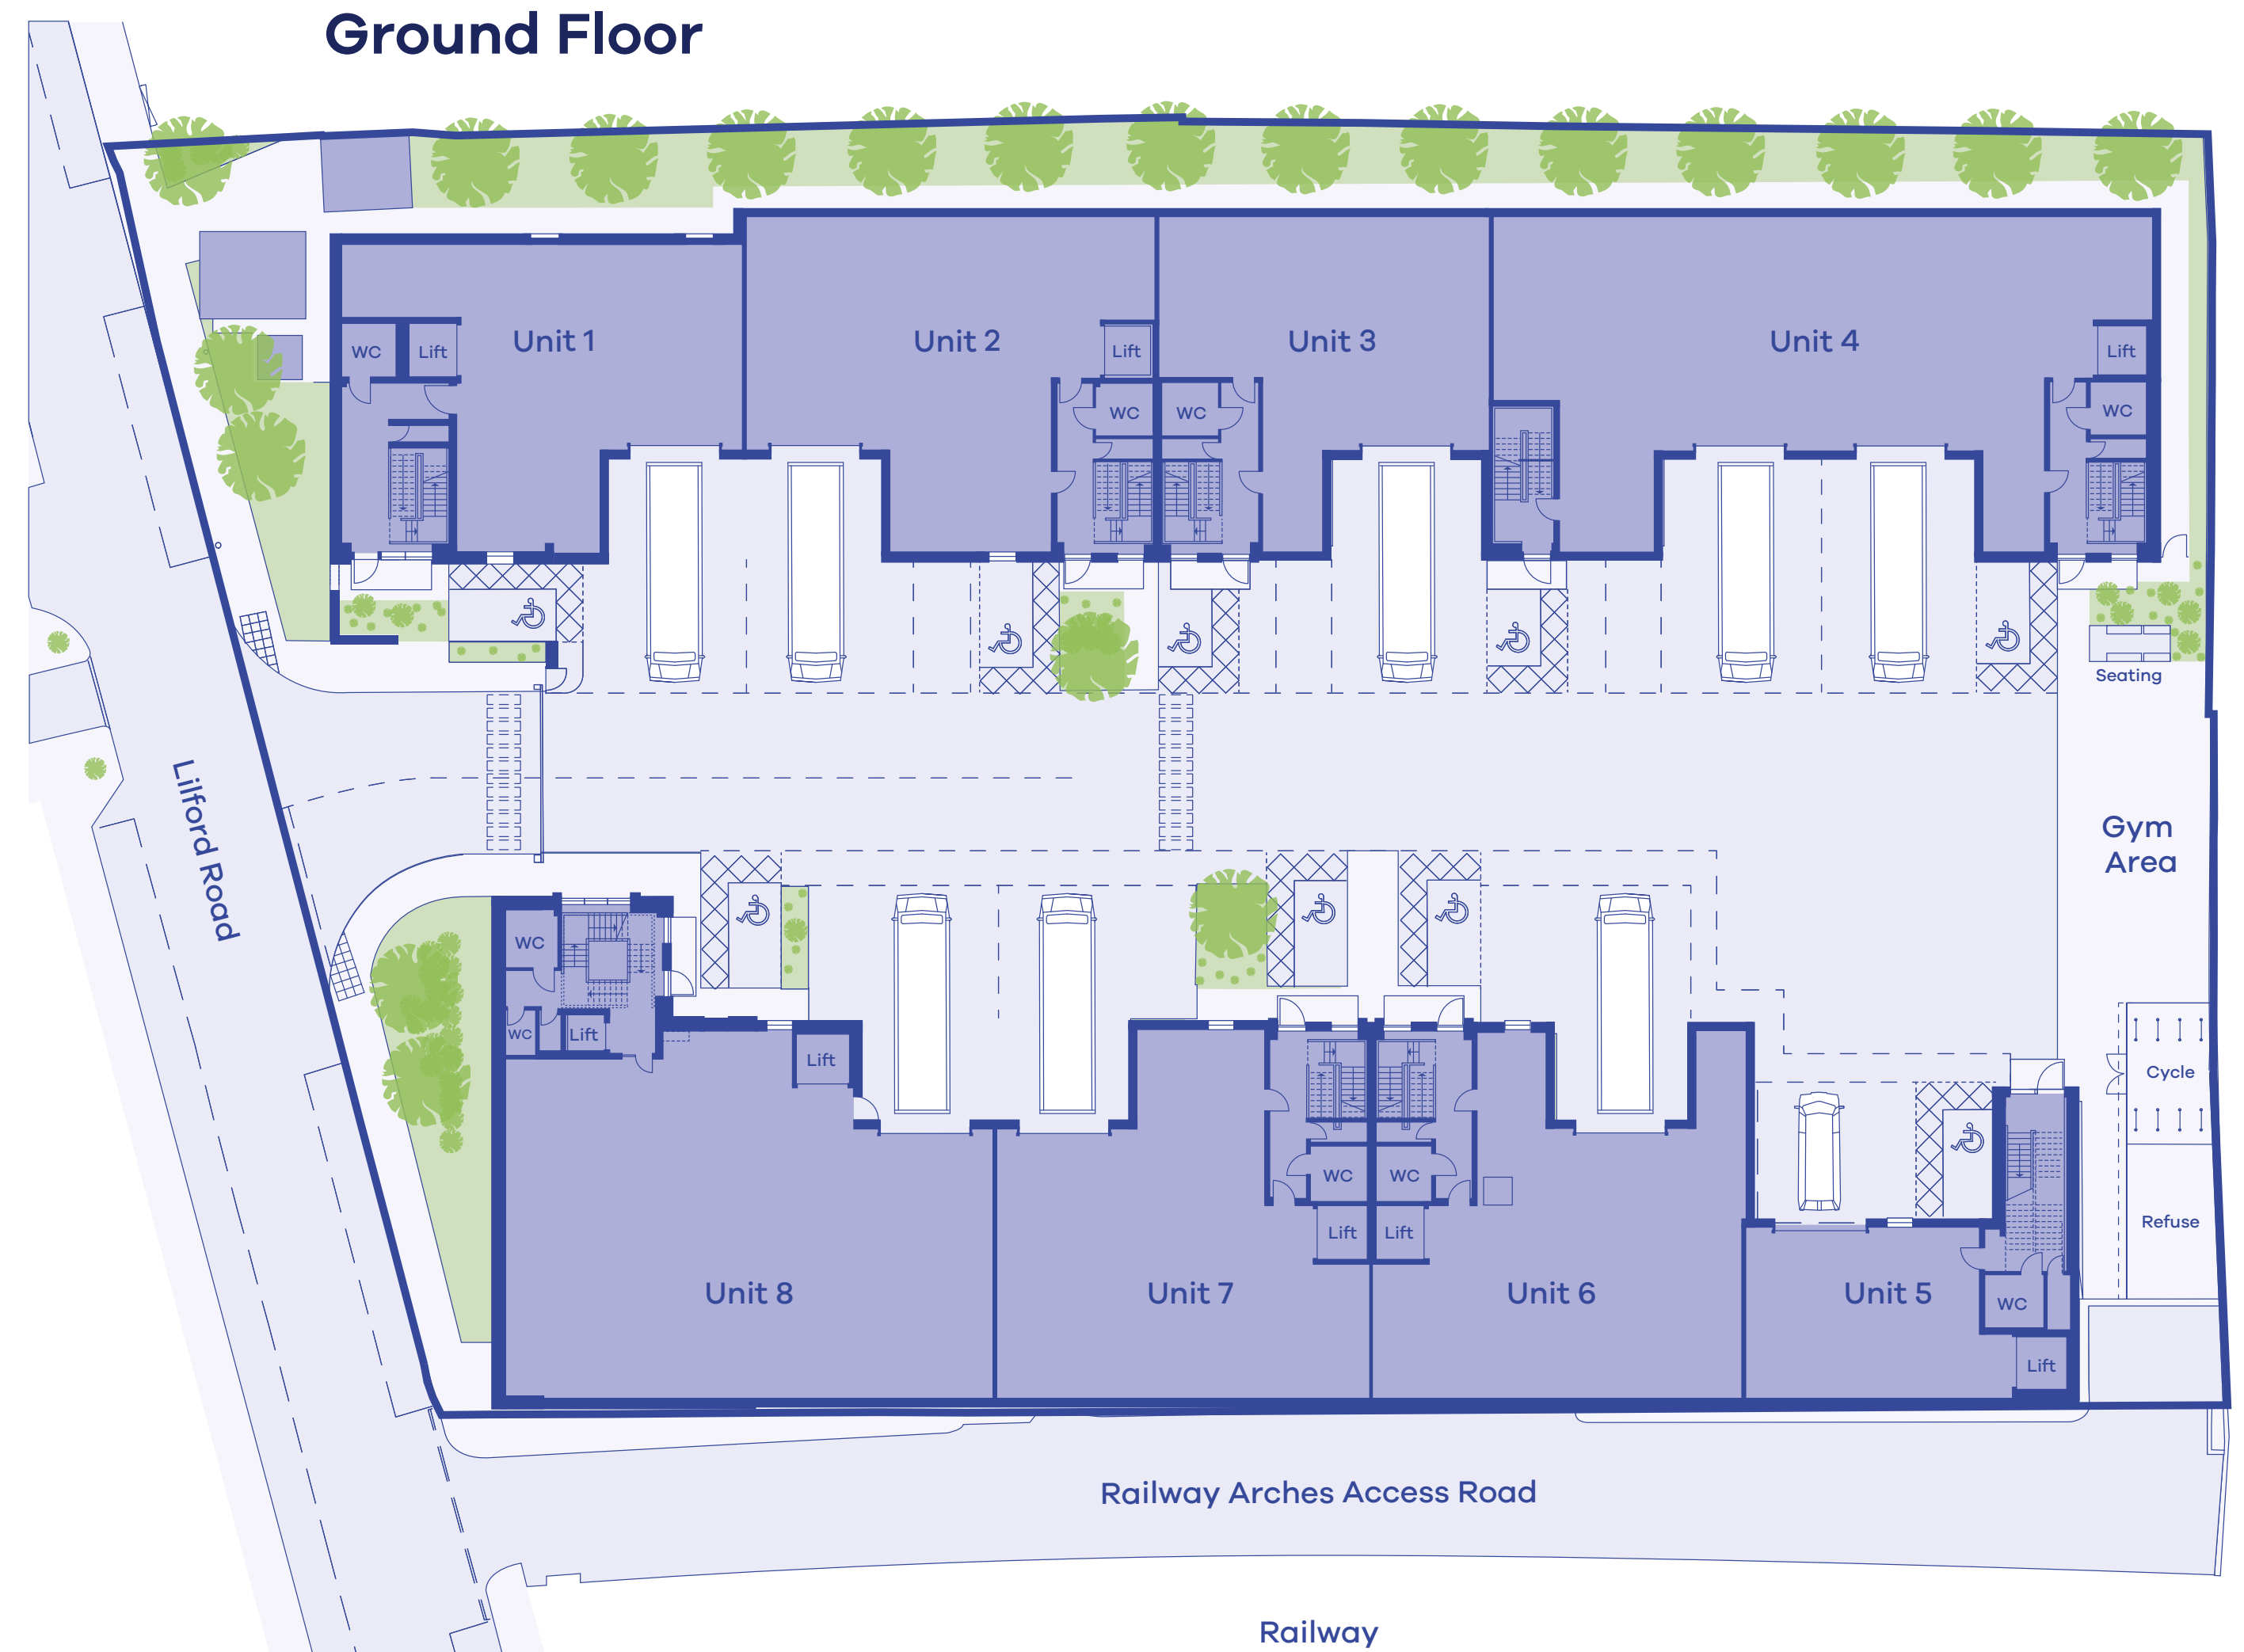 Ground Floor
Unit 1
Unit 2
Unit 3
Unit 4
WC
Lift
Lift
Lift
WC
WC
WC
Seating
Lilford Road
Gym
Area
WC
WC
Lift
Lift
Cycle
WC
WC
Refuse
Lift
Lift
Unit 8
Unit 7
Unit 6
Unit 5
WC
Lift
Railway Arches Access Road
Railway